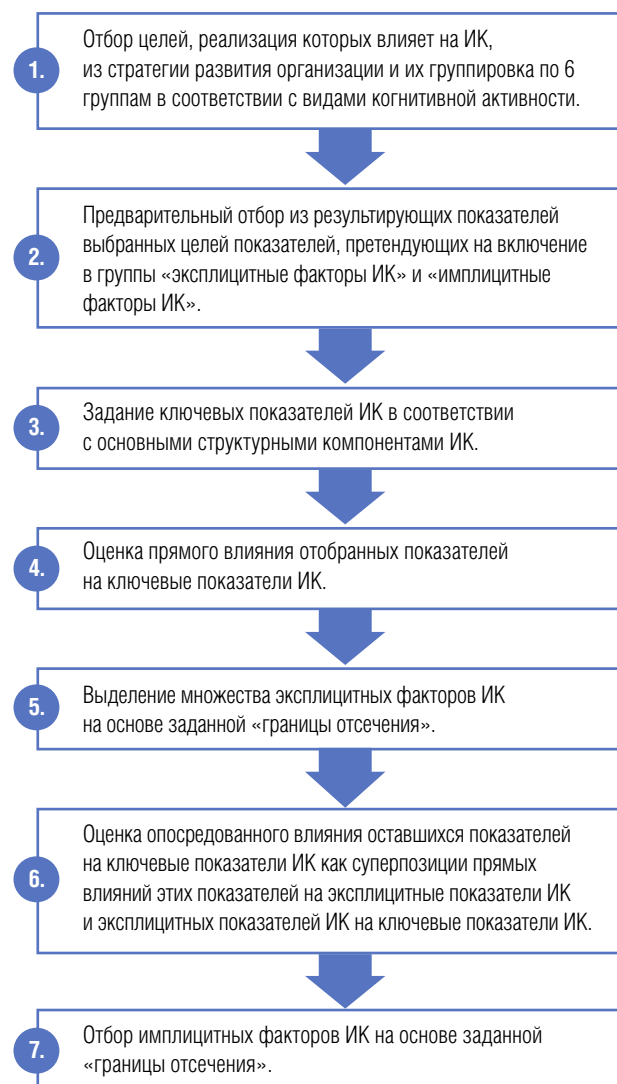 1.
Отбор целей, реализация которых влияет на ИК,
из стратегии развития организации и их группировка по 6
группам в соответствии с видами когнитивной активности.
2.
Предварительный отбор из результирующих показателей
выбранных целей показателей, претендующих на включение
в группы «эксплицитные факторы ИК» и «имплицитные
факторы ИК».
3.
Задание ключевых показателей ИК в соответствии
с основными структурными компонентами ИК.
4.
Оценка прямого влияния отобранных показателей
на ключевые показатели ИК.
5.
Выделение множества эксплицитных факторов ИК
на основе заданной «границы отсечения».
6.
Оценка опосредованного влияния оставшихся показателей
на ключевые показатели ИК как суперпозиции прямых
влияний этих показателей на эксплицитные показатели ИК
и эксплицитных показателей ИК на ключевые показатели ИК.
7.
Отбор имплицитных факторов ИК на основе заданной
«границы отсечения».